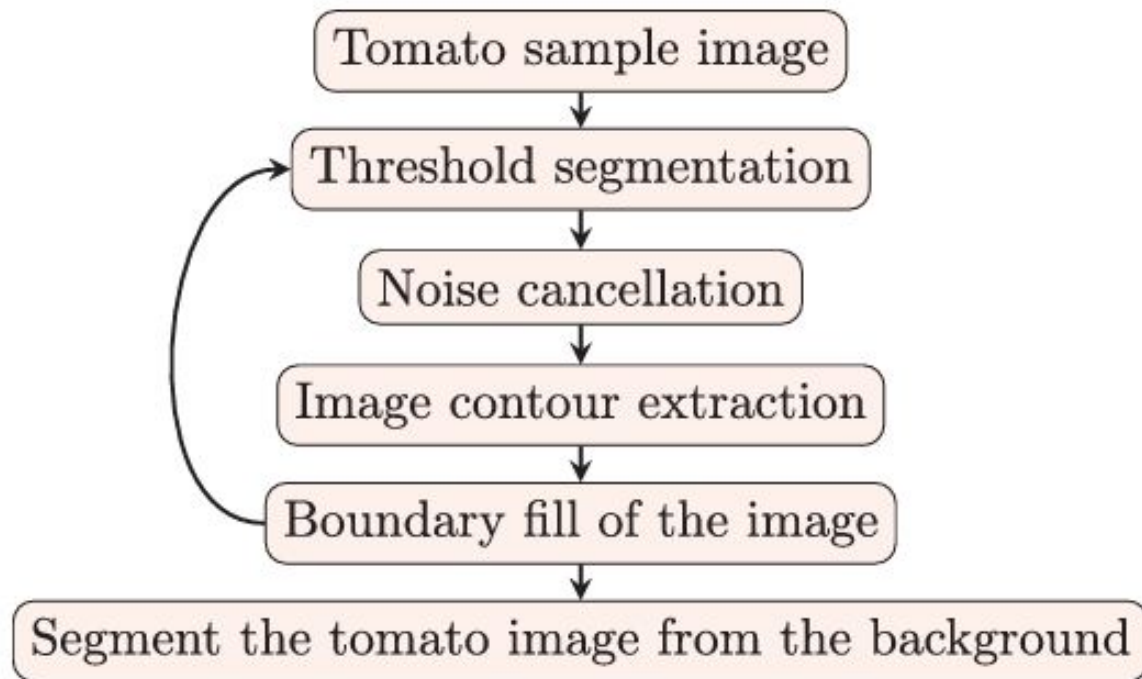 Tomato sample image
Threshold segmentation
Noise cancellation
Image contour extraction
Boundary fill of the image
Segment the tomato image from the background